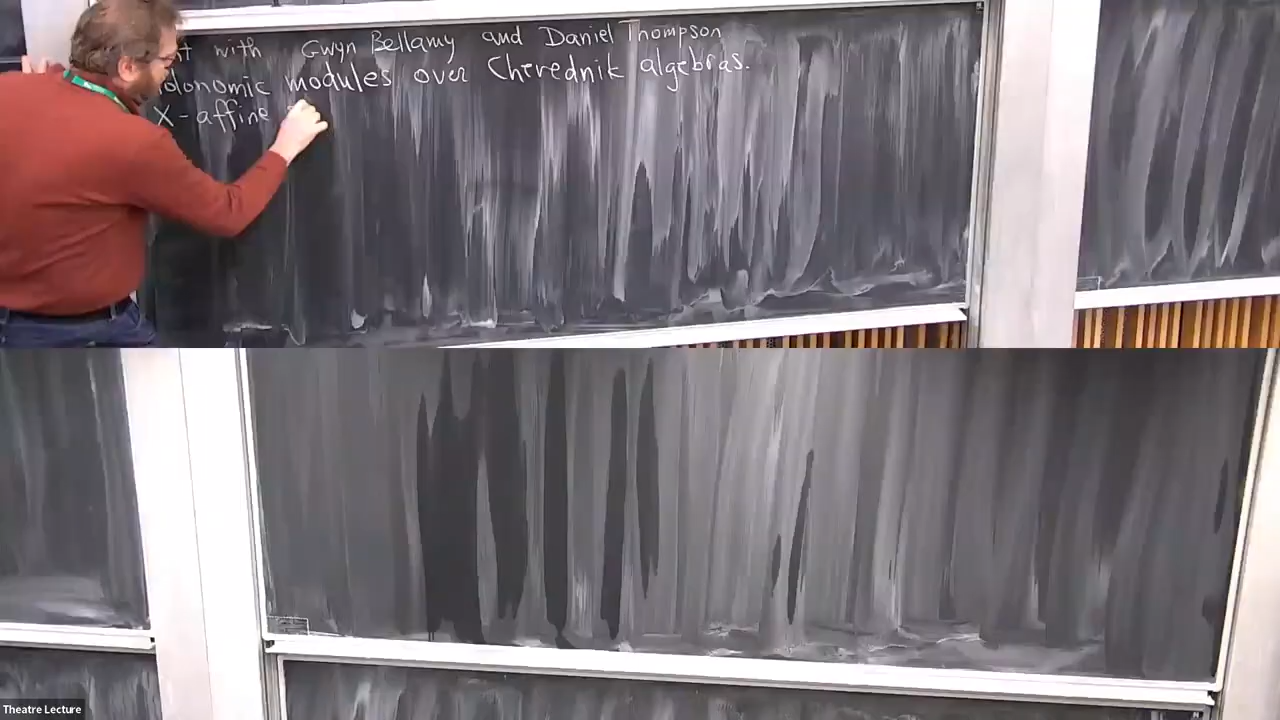 with Gwyn Bellamy and Daniel Thompson
modules over Cherednik algebras.
X - affine
Theatre Lecture